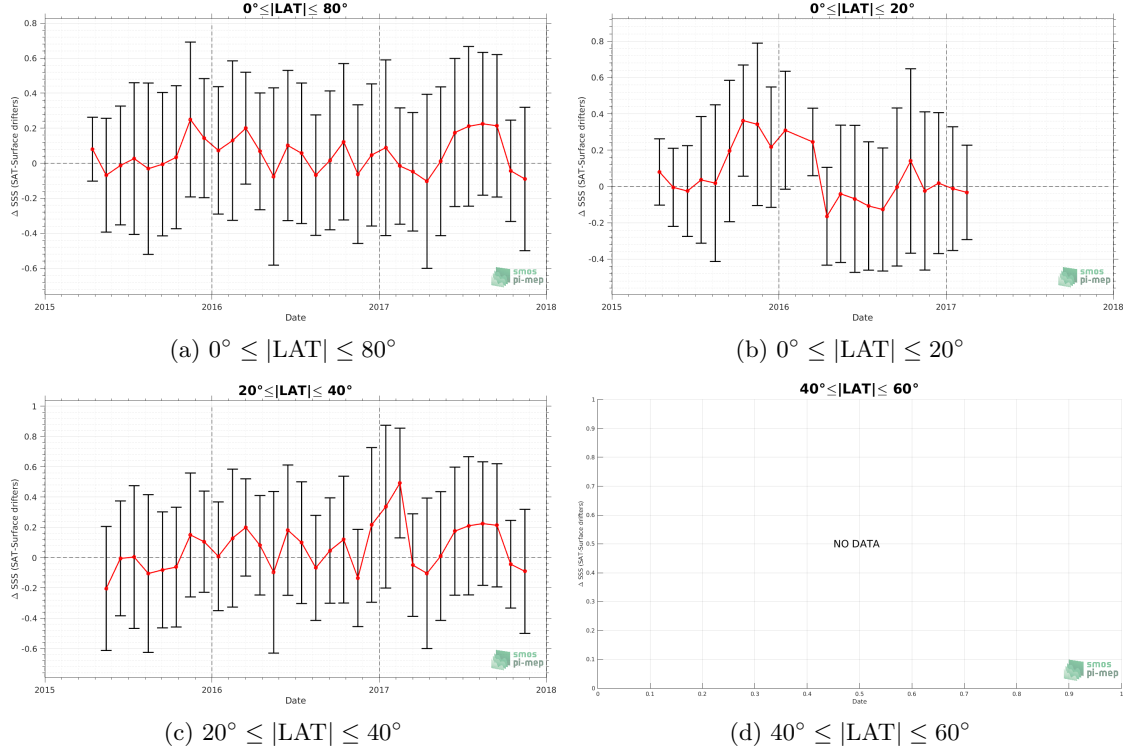 0°≤|LAT|≤ 80°
0.8
0.6
0.4
0.2
0
-0.2
-0.4
-0.6
Δ SSS (SAT-Surface drifters)
2015
2016
2017
2018
Date
smos
pi-mep
(a) 0° ≤ |LAT| ≤ 80°
0°≤|LAT|≤ 20°
0.8
0.6
0.4
0.2
0
-0.2
-0.4
Δ SSS (SAT-Surface drifters)
2015
2016
2017
2018
Date
smos
pi-mep
(b) 0° ≤ |LAT| ≤ 20°
20°≤|LAT|≤ 40°
1
0.8
0.6
0.4
0.2
0
-0.2
-0.4
-0.6
Δ SSS (SAT-Surface drifters)
2015
2016
2017
2018
Date
smos
pi-mep
(c) 20° ≤ |LAT| ≤ 40°
40°≤|LAT|≤ 60°
1
0.9
0.8
0.7
0.6
0.5
0.4
0.3
0.2
0.1
0
Δ SSS (SAT-Surface drifters)
NO DATA
0 0.1 0.2 0.3 0.4 0.5 0.6 0.7 0.8 0.9 1
Date
smos
pi-mep
(d) 40° ≤ |LAT| ≤ 60°